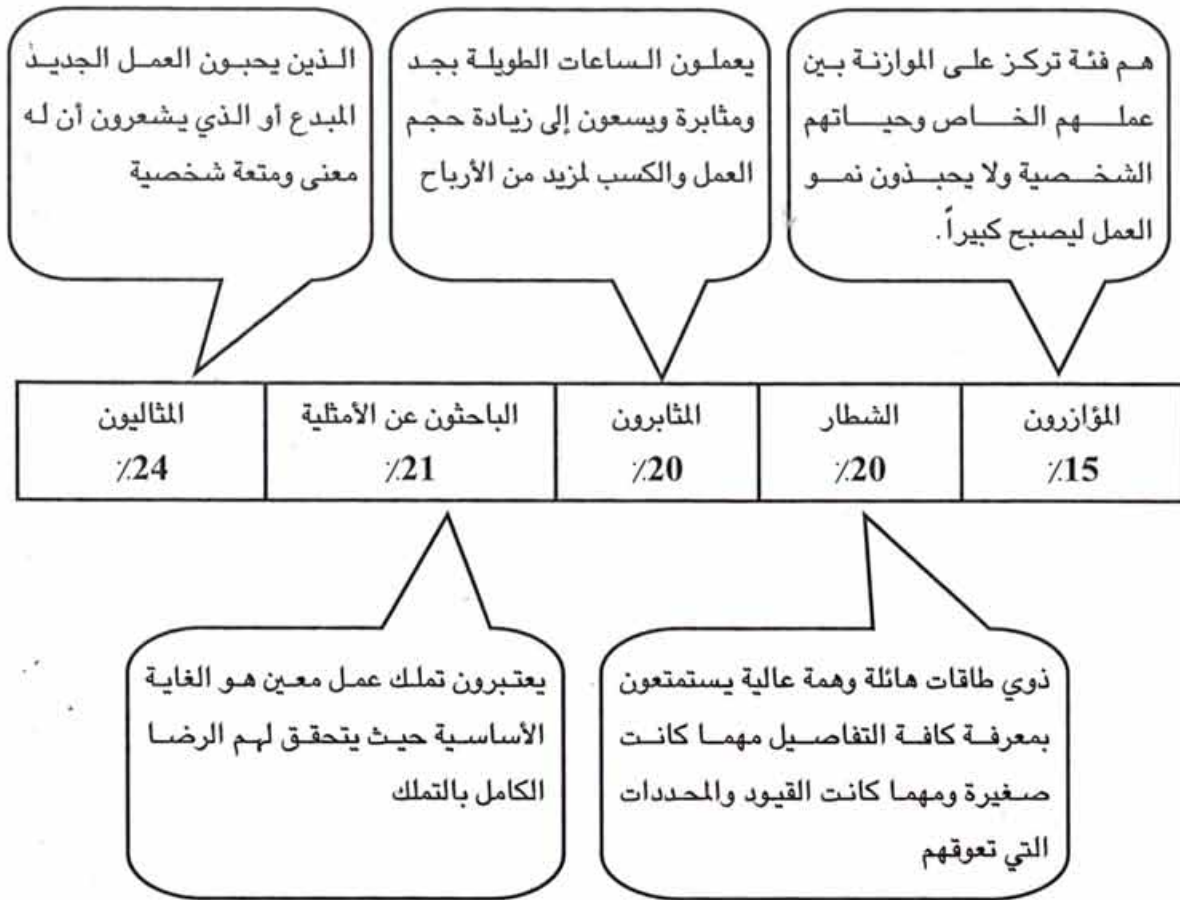 هم فئة تركز على الموازنة بين
عملهم الخاص وحياتهم
الشخصية ولا يحبذون نمو
العمل ليصبح كبيراً.
يعملون الساعات الطويلة بجد
ومثابرة ويسعون إلى زيادة حجم
العمل والكسب لمزيد من الأرباح
الذين يحبون العمل الجديد
المبدع أو الذي يشعرون أن له
معنى ومتعة شخصية
المؤازرون
15٪
الشطار
20٪
المثابرون
20٪
الباحثون عن الأمثلية
21٪
المثاليون
24٪
ذوي طاقات هائلة وهمة عالية يستمتعون
بمعرفة كافة التفاصيل مهما كانت
صغيرة ومهما كانت القيود والمحددات
التي تعوقهم
يعتبرون تملك عمل معين هو الغاية
الأساسية حيث يتحقق لهم الرضا
الكامل بالتملك